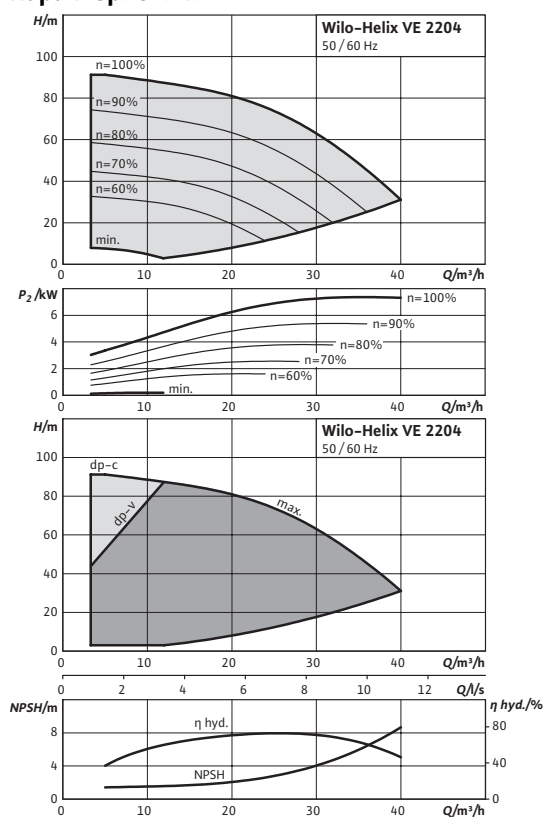 H/m
Wilo-Helix VE 2204
50 / 60 Hz
n=100%
100
n=90%
80
n=80%
60
n=70%
40
n=60%
20
min.
0
0 10 20 30 40 Q/m³/h
P₂ /kW
n=100%
6
n=90%
4
n=80%
n=70%
2
n=60%
min.
0
0 10 20 30 40 Q/m³/h
H/m
Wilo-Helix VE 2204
50 / 60 Hz
100
dp-c
80
dp-v
max.
60
40
20
0
0 10 20 30 40 Q/m³/h
0 2 4 6 8 10 12 Q/l/s
NPSH/m
η hyd./%
η hyd.
8
80
4
40
NPSH
0
0
0 10 20 30 40 Q/m³/h